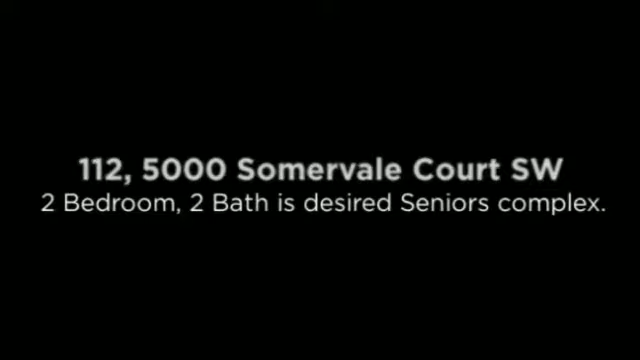 112, 5000 Somervale Court SW
2 Bedroom, 2 Bath is desired Seniors complex.